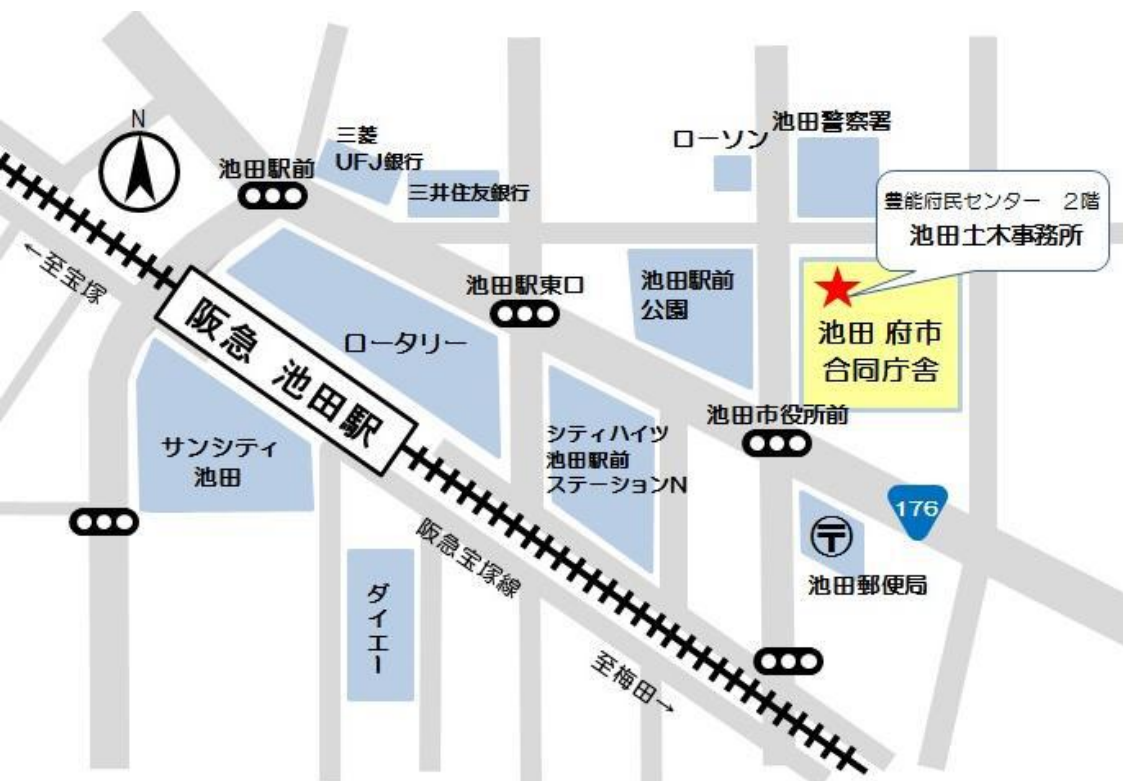 N
池田駅前
三菱
UFJ銀行
三井住友銀行
ローソン
池田警察署
豊能府民センター　2階
池田土木事務所
←至宝塚
阪急 池田駅
ロータリー
池田駅東口
池田駅前
公園
池田 府市
合同庁舎
サンシティ
池田
シティハイツ
池田駅前
ステーションN
池田市役所前
176
〒
池田郵便局
阪急宝塚線
ダイエー
至梅田→